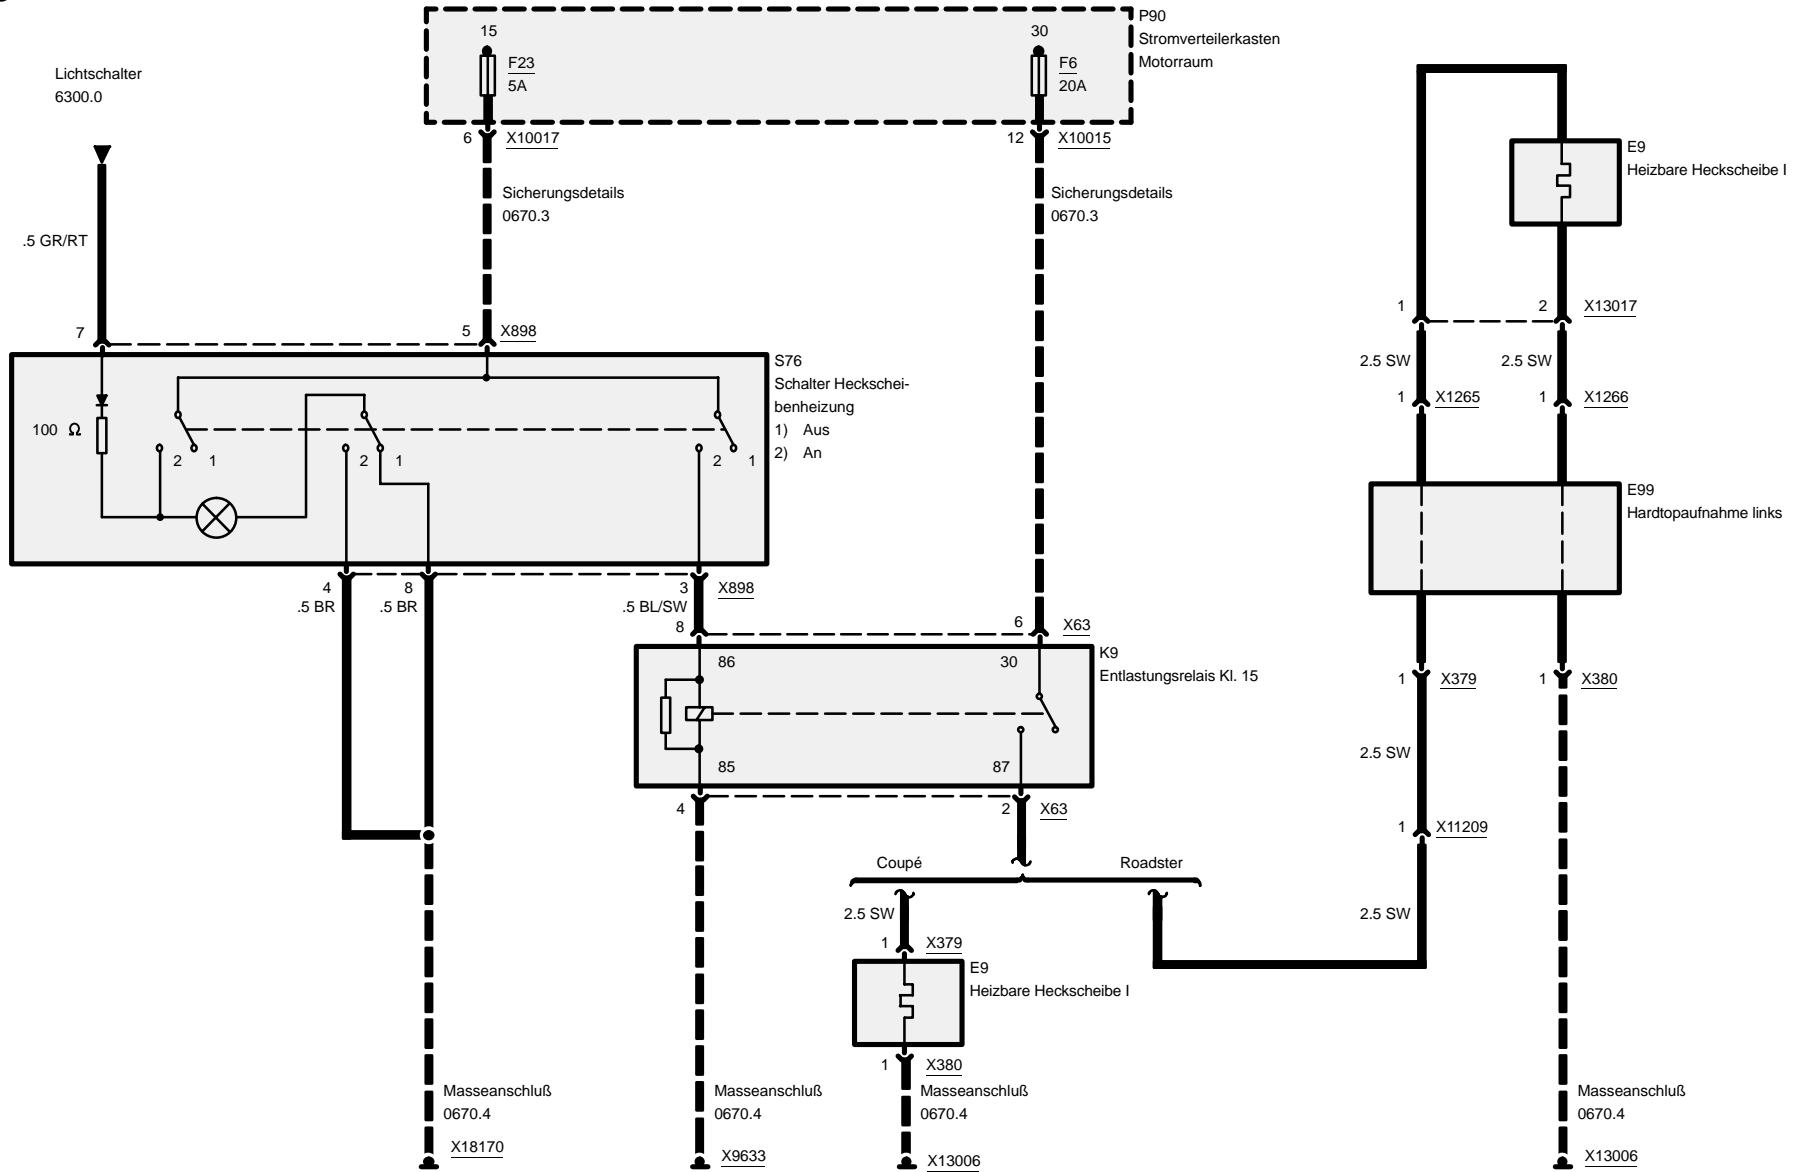 P90
Stromverteilerkasten
Motorraum
15
F23
5A
30
F6
20A
Lichtschalter
6300.0
6
X10017
12
X10015
E9
Heizbare Heckscheibe I
Sicherungsdetails
0670.3
Sicherungsdetails
0670.3
.5 GR/RT
1
2
X13017
7
5
X898
2.5 SW
2.5 SW
S76
Schalter Heckschei-
benheizung
1) Aus
2) An
1
X1265
1
X1266
100 Ω
2
1
2
1
2
1
E99
Hardtopaufnahme links
4
.5 BR
8
.5 BR
3
X898
.5 BL/SW
8
6
X63
K9
Entlastungsrelais Kl. 15
86
30
85
87
1
X379
1
X380
2.5 SW
4
2
X63
1
X11209
Coupé
Roadster
2.5 SW
2.5 SW
1
X379
E9
Heizbare Heckscheibe I
1
X380
Masseanschluß
0670.4
X18170
Masseanschluß
0670.4
X9633
Masseanschluß
0670.4
X13006
Masseanschluß
0670.4
X13006